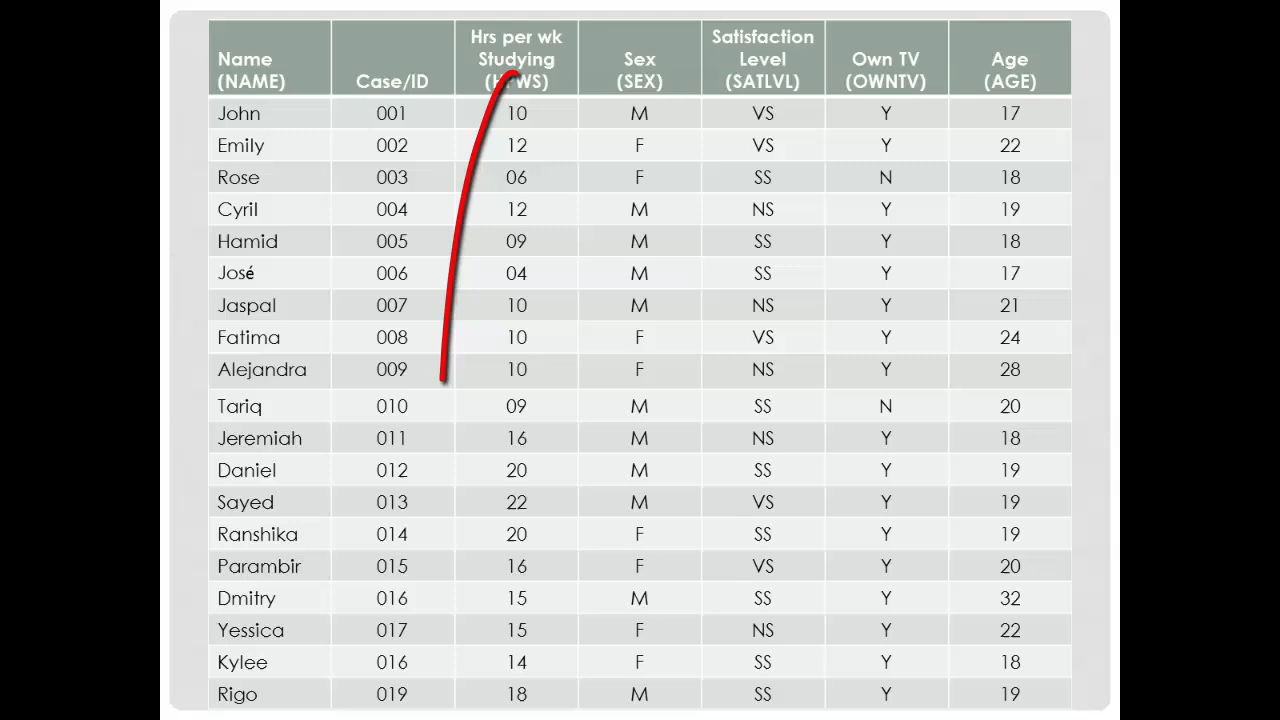 Name (NAME) Case/ID Hrs per wk Studying Sex (SEX) Satisfaction Level (SATLVL) Own TV (OWNTV) Age (AGE)
John 001 10 M VS Y 17
Emily 002 12 F VS Y 22
Rose 003 06 F SS N 18
Cyril 004 12 M NS Y 19
Hamid 005 09 M SS Y 18
José 006 04 M SS Y 17
Jaspal 007 10 M NS Y 21
Fatima 008 10 F VS Y 24
Alejandra 009 10 F NS Y 28
Tariq 010 09 M SS N 20
Jeremiah 011 16 M NS Y 18
Daniel 012 20 M SS Y 19
Sayed 013 22 M VS Y 19
Ranshika 014 20 F SS Y 19
Parambir 015 16 F VS Y 20
Dmitry 016 15 M SS Y 32
Yessica 017 15 F NS Y 22
Kylee 016 14 F SS Y 18
Rigo 019 18 M SS Y 19